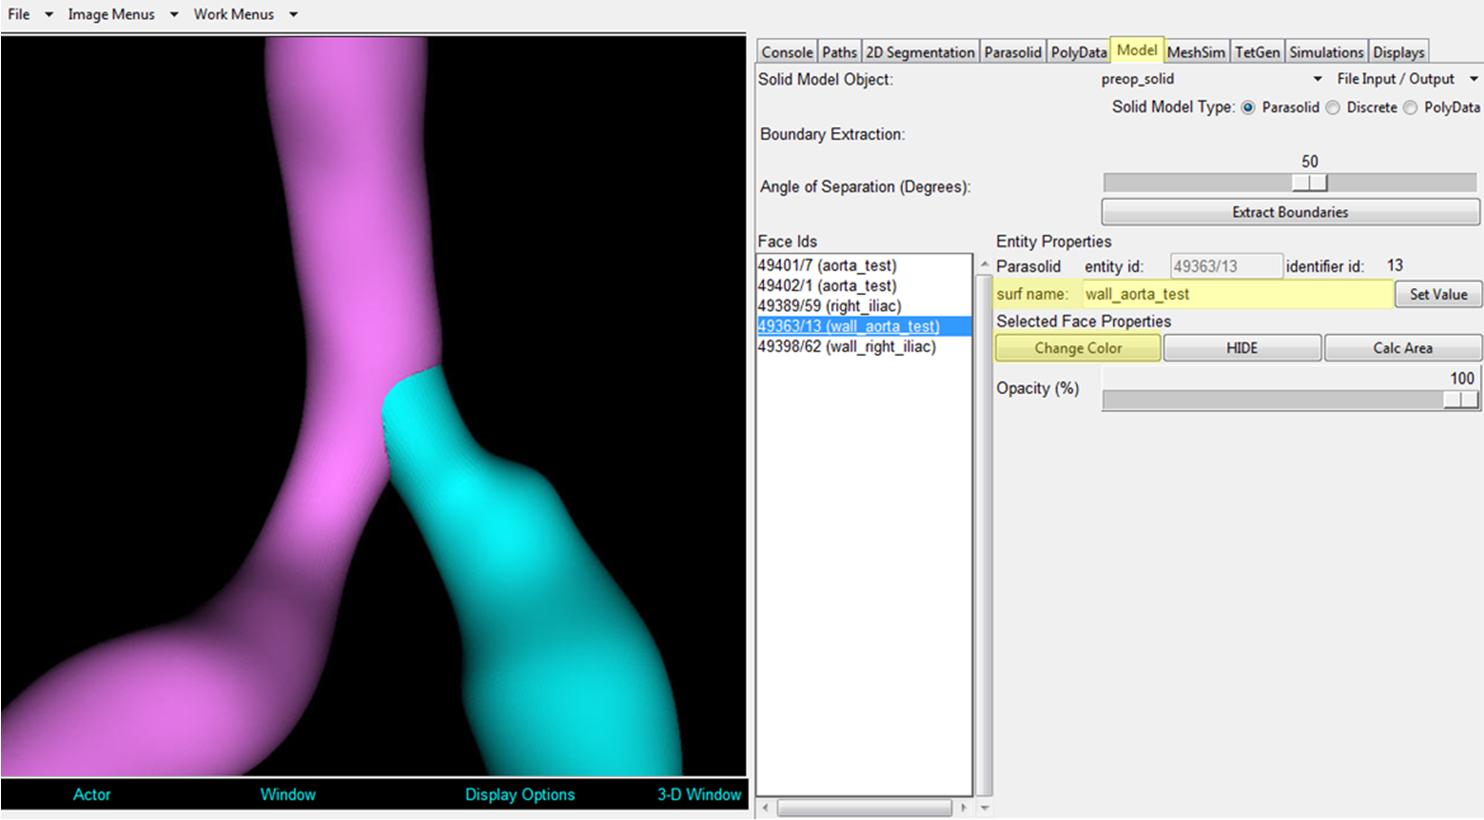 File Image Menus Work Menus
Console Paths 2D Segmentation Parasolid PolyData Model MeshSim TetGen Simulations Displays
Solid Model Object: preop_solid File Input / Output
Solid Model Type: Parasolid Discrete PolyData
Boundary Extraction:
50
Angle of Separation (Degrees):
Extract Boundaries
Face Ids
49401/7 (aorta_test)
49402/1 (aorta_test)
49389/59 (right_iliac)
49363/13 (wall_aorta_test)
49398/62 (wall_right_iliac)
Entity Properties
Parasolid entity id: 49363/13 identifier id: 13
surf name: wall_aorta_test Set Value
Selected Face Properties
Change Color HIDE Calc Area
100
Opacity (%)
Actor Window Display Options 3-D Window